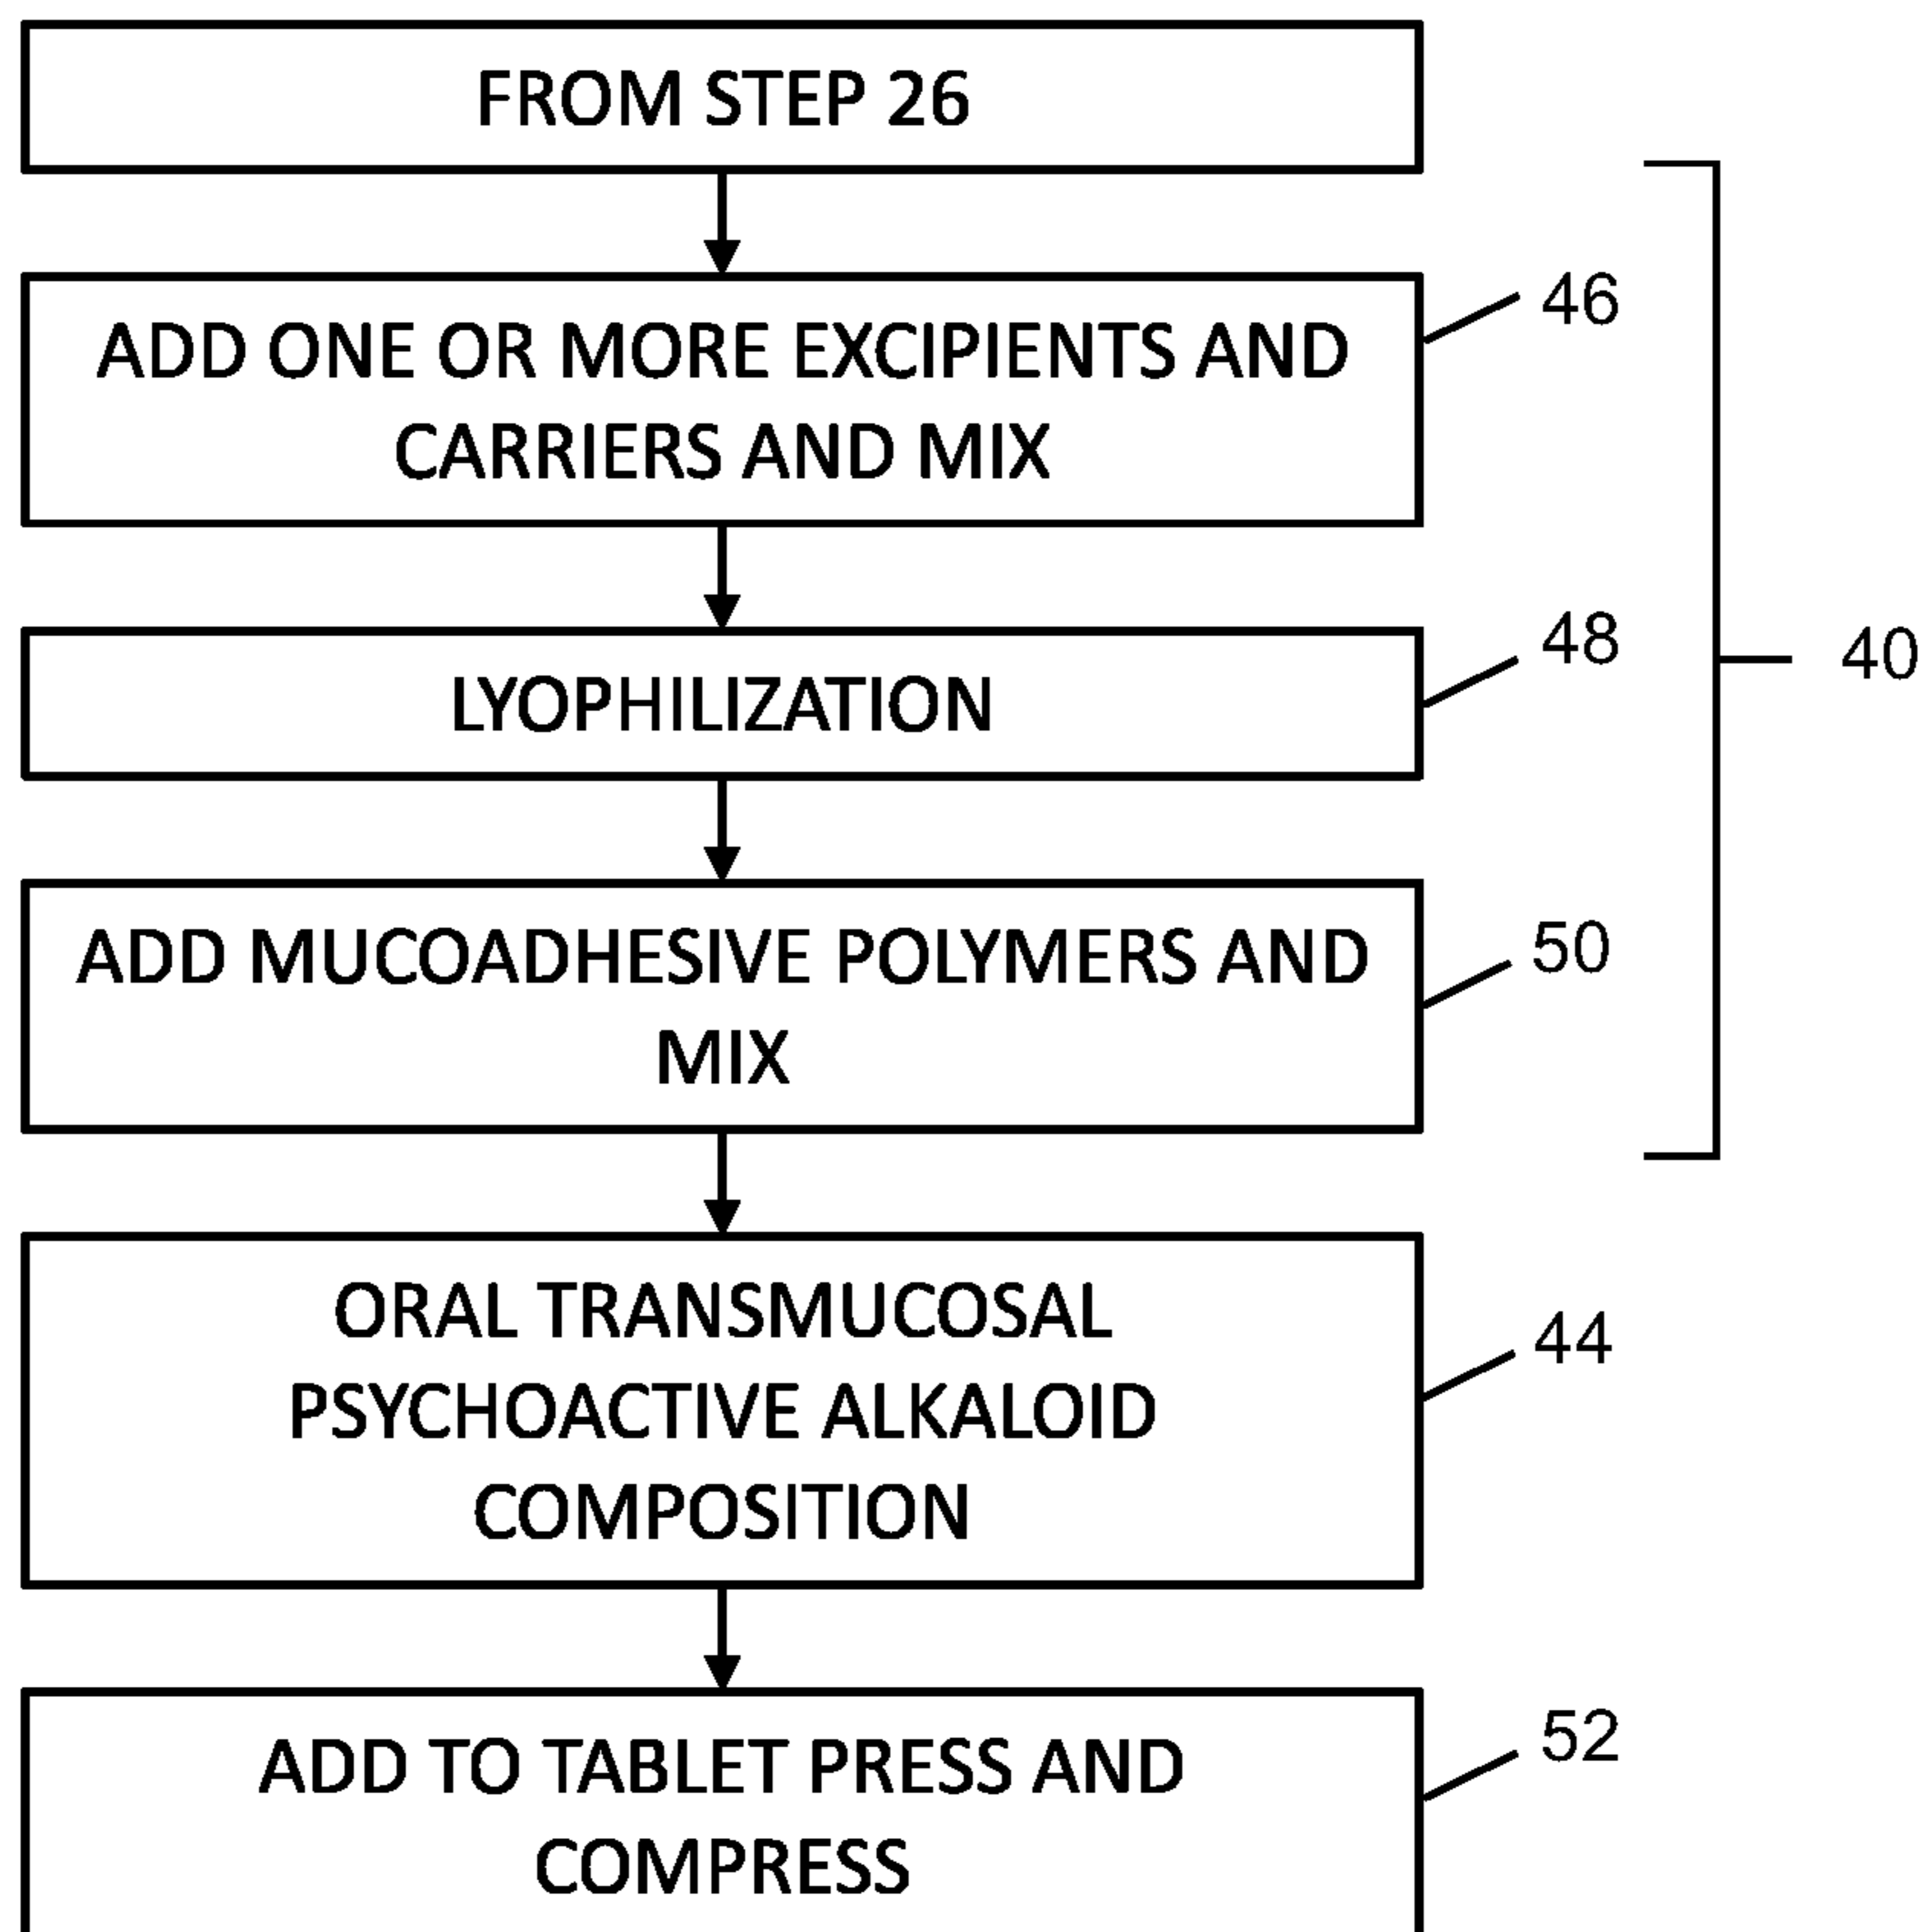 FROM STEP 26
ADD ONE OR MORE EXCIPIENTS AND
CARRIERS AND MIX
46
LYOPHILIZATION
48
40
ADD MUCOADHESIVE POLYMERS AND
MIX
50
ORAL TRANSMUCOSAL
PSYCHOACTIVE ALKALOID
COMPOSITION
44
ADD TO TABLET PRESS AND
COMPRESS
52